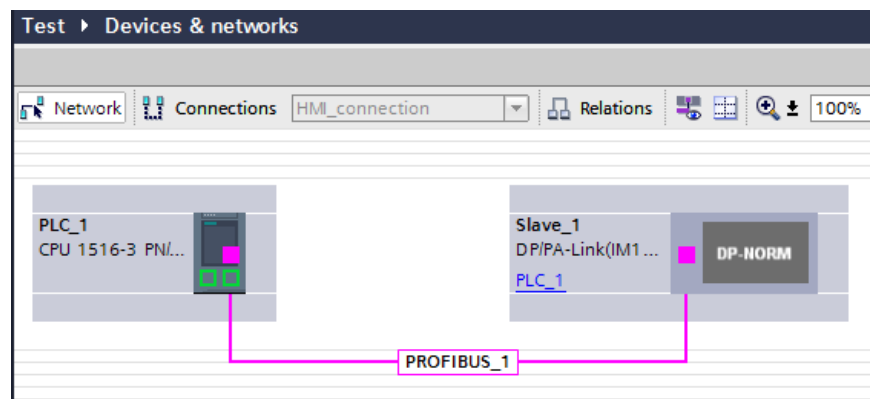 Test ▸ Devices & networks
Network Connections HMI_connection Relations 100%
PLC_1
CPU 1516-3 PN/...
Slave_1
DP/PA-Link(IM1 ...
PLC_1
DP-NORM
PROFIBUS_1